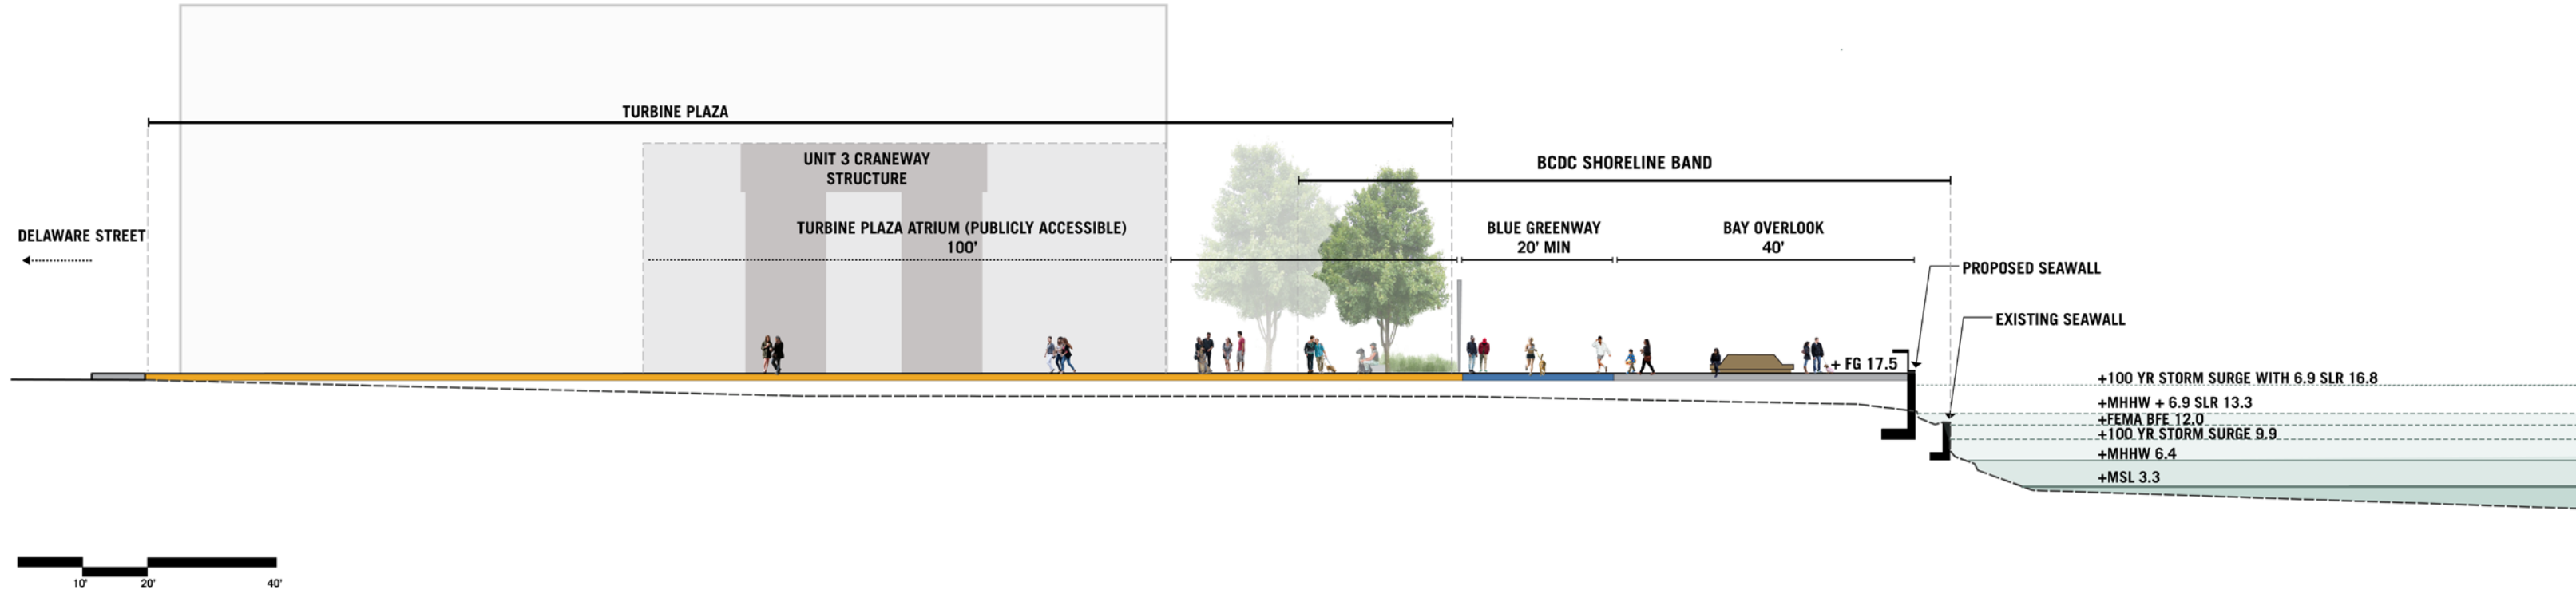 TURBINE PLAZA
UNIT 3 CRANEWAY
STRUCTURE
BCDC SHORELINE BAND
DELAWARE STREET
TURBINE PLAZA ATRIUM (PUBLICLY ACCESSIBLE)
100'
BLUE GREENWAY
20' MIN
BAY OVERLOOK
40'
PROPOSED SEAWALL
EXISTING SEAWALL
+ FG 17.5
+100 YR STORM SURGE WITH 6.9 SLR 16.8
+MHHW + 6.9 SLR 13.3
+FEMA BFE 12.0
+100 YR STORM SURGE 9.9
+MHHW 6.4
+MSL 3.3
10' 20' 40'